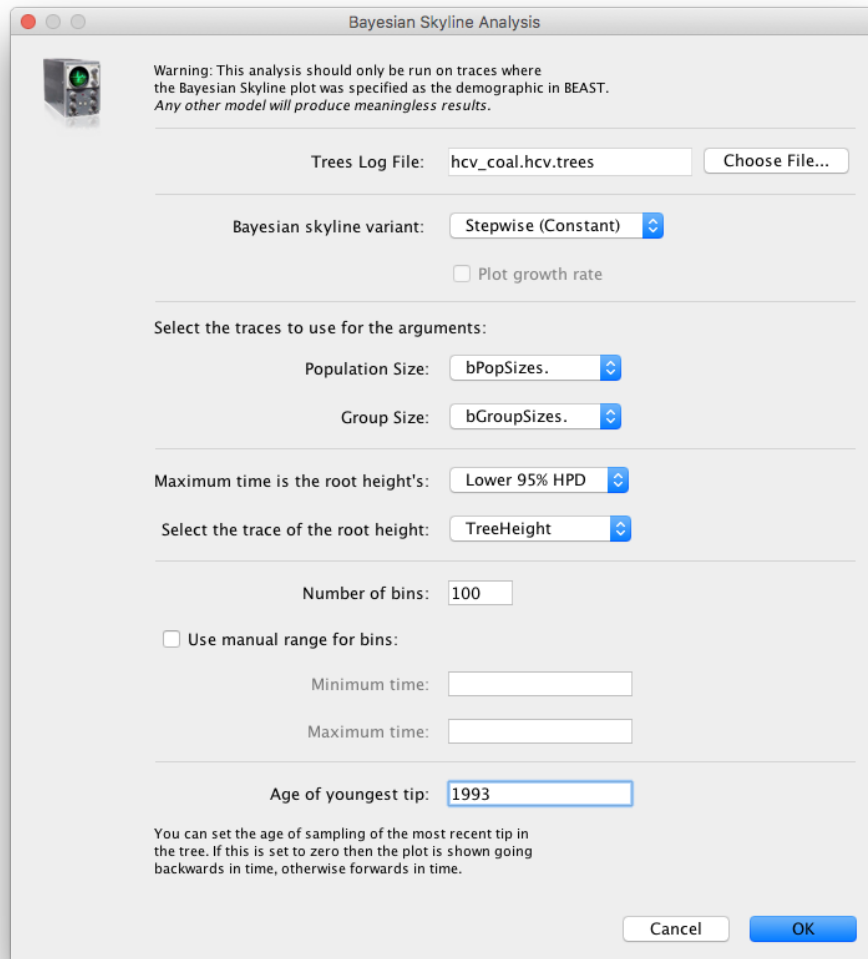 Bayesian Skyline Analysis
Warning: This analysis should only be run on traces where
the Bayesian Skyline plot was specified as the demographic in BEAST.
Any other model will produce meaningless results.
Trees Log File: hcv_coal.hcv.trees Choose File...
Bayesian skyline variant: Stepwise (Constant)
Plot growth rate
Select the traces to use for the arguments:
Population Size: bPopSizes.
Group Size: bGroupSizes.
Maximum time is the root height's: Lower 95% HPD
Select the trace of the root height: TreeHeight
Number of bins: 100
Use manual range for bins:
Minimum time:
Maximum time:
Age of youngest tip: 1993
You can set the age of sampling of the most recent tip in
the tree. If this is set to zero then the plot is shown going
backwards in time, otherwise forwards in time.
Cancel OK